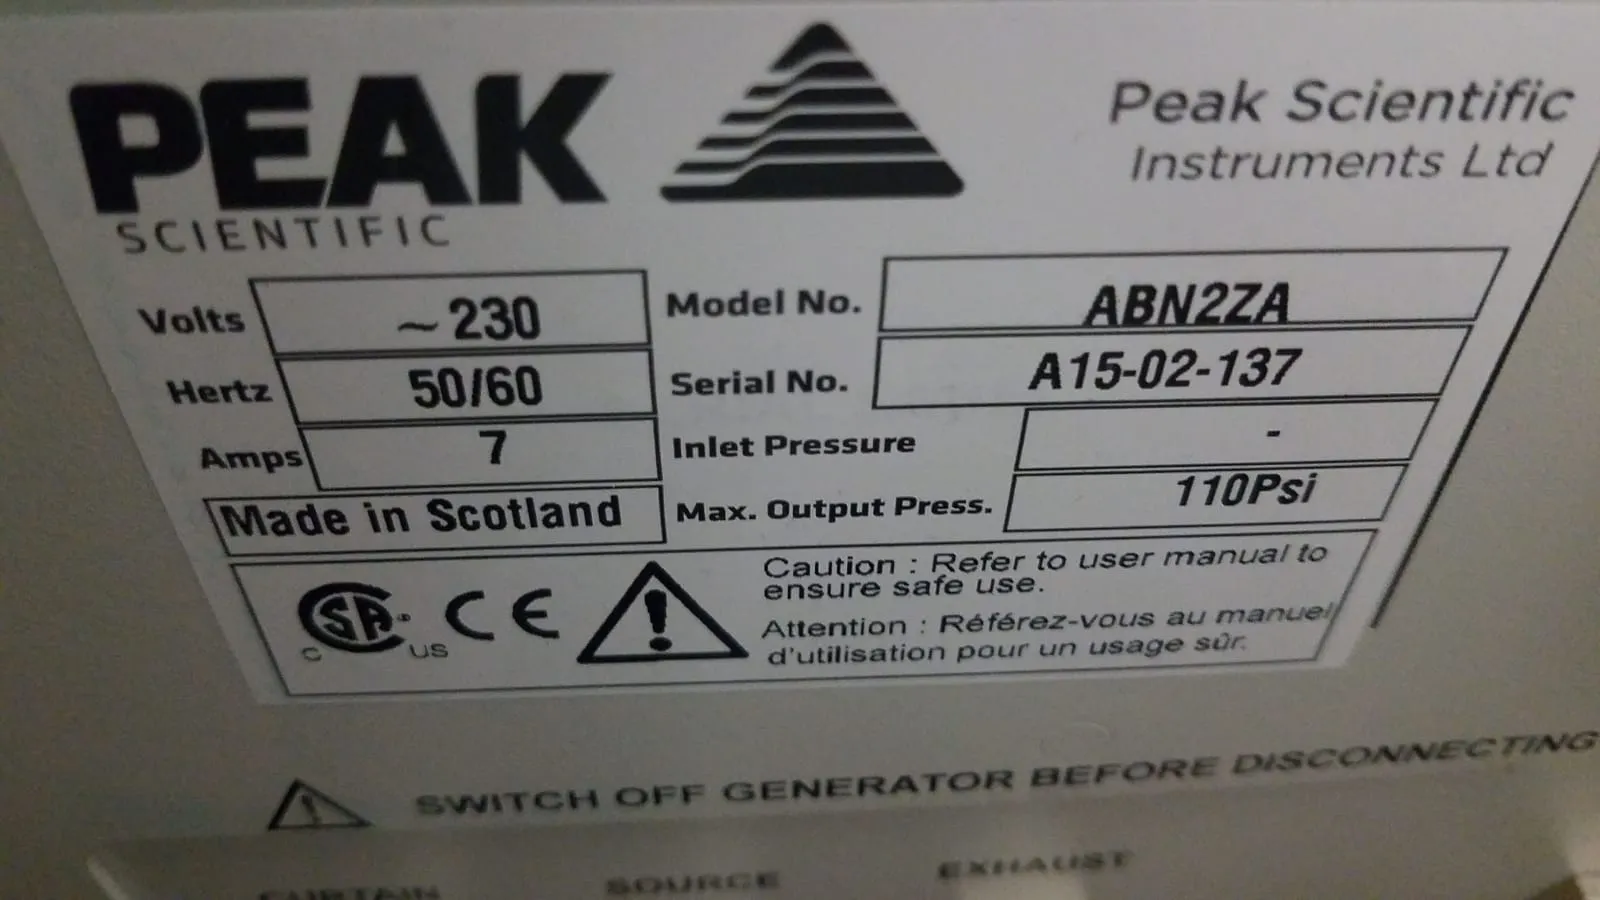 PEAK
SCIENTIFIC
Peak Scientific
Instruments Ltd
Volts ~230
Hertz 50/60
Amps 7
Made in Scotland
Model No. ABN2ZA
Serial No. A15-02-137
Inlet Pressure -
Max. Output Press. 110Psi
SA
C US
CE
Caution : Refer to user manual to
ensure safe use.
Attention : Référez-vous au manuel
d'utilisation pour un usage sûr.
SWITCH OFF GENERATOR BEFORE DISCONNECTING
CURTAIN SOURCE EXHAUST